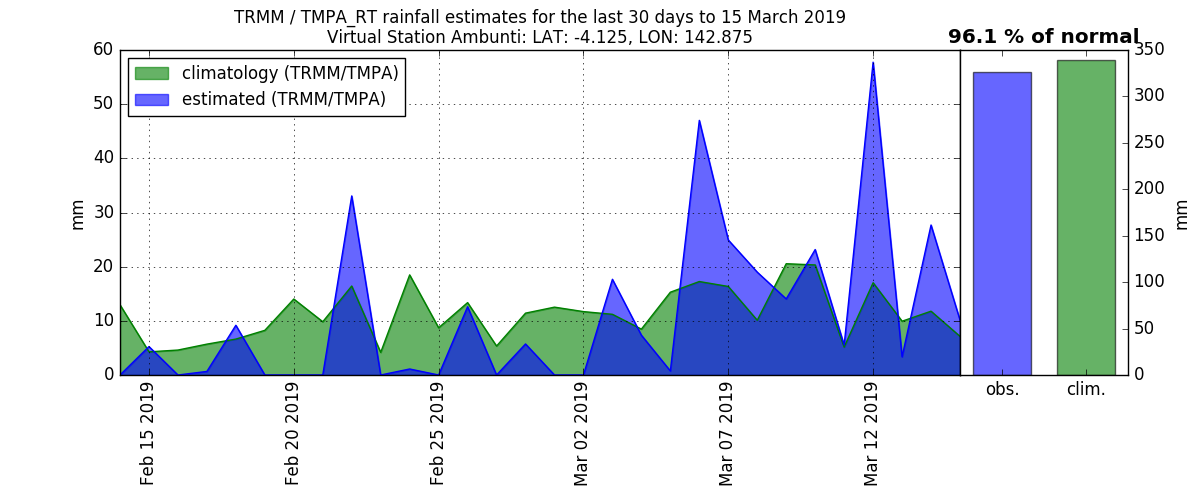 TRMM / TMPA_RT rainfall estimates for the last 30 days to 15 March 2019
Virtual Station Ambunti: LAT: -4.125, LON: 142.875
96.1 % of normal
climatology (TRMM/TMPA)
estimated (TRMM/TMPA)
60
50
40
30
20
10
0
mm
350
300
250
200
150
100
50
0
mm
Feb 15 2019
Feb 20 2019
Feb 25 2019
Mar 02 2019
Mar 07 2019
Mar 12 2019
obs.
clim.